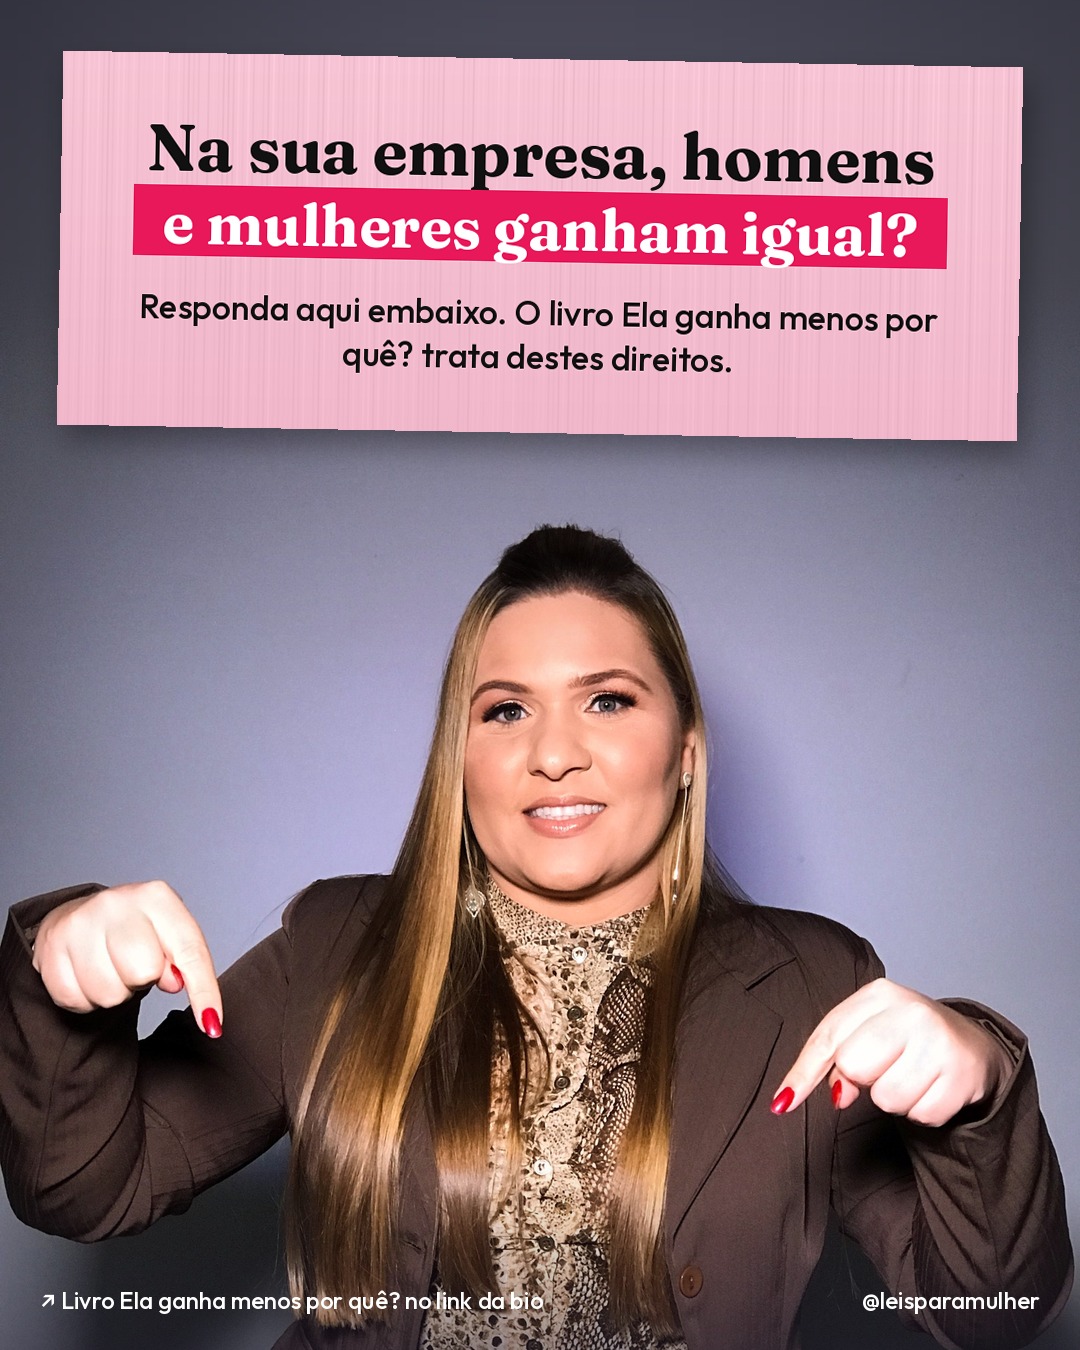 Na sua empresa, homens
e mulheres ganham igual?
Responda aqui embaixo. O livro Ela ganha menos por
quê? trata destes direitos.
↗ Livro Ela ganha menos por quê? no link da bio
@leisparamulher